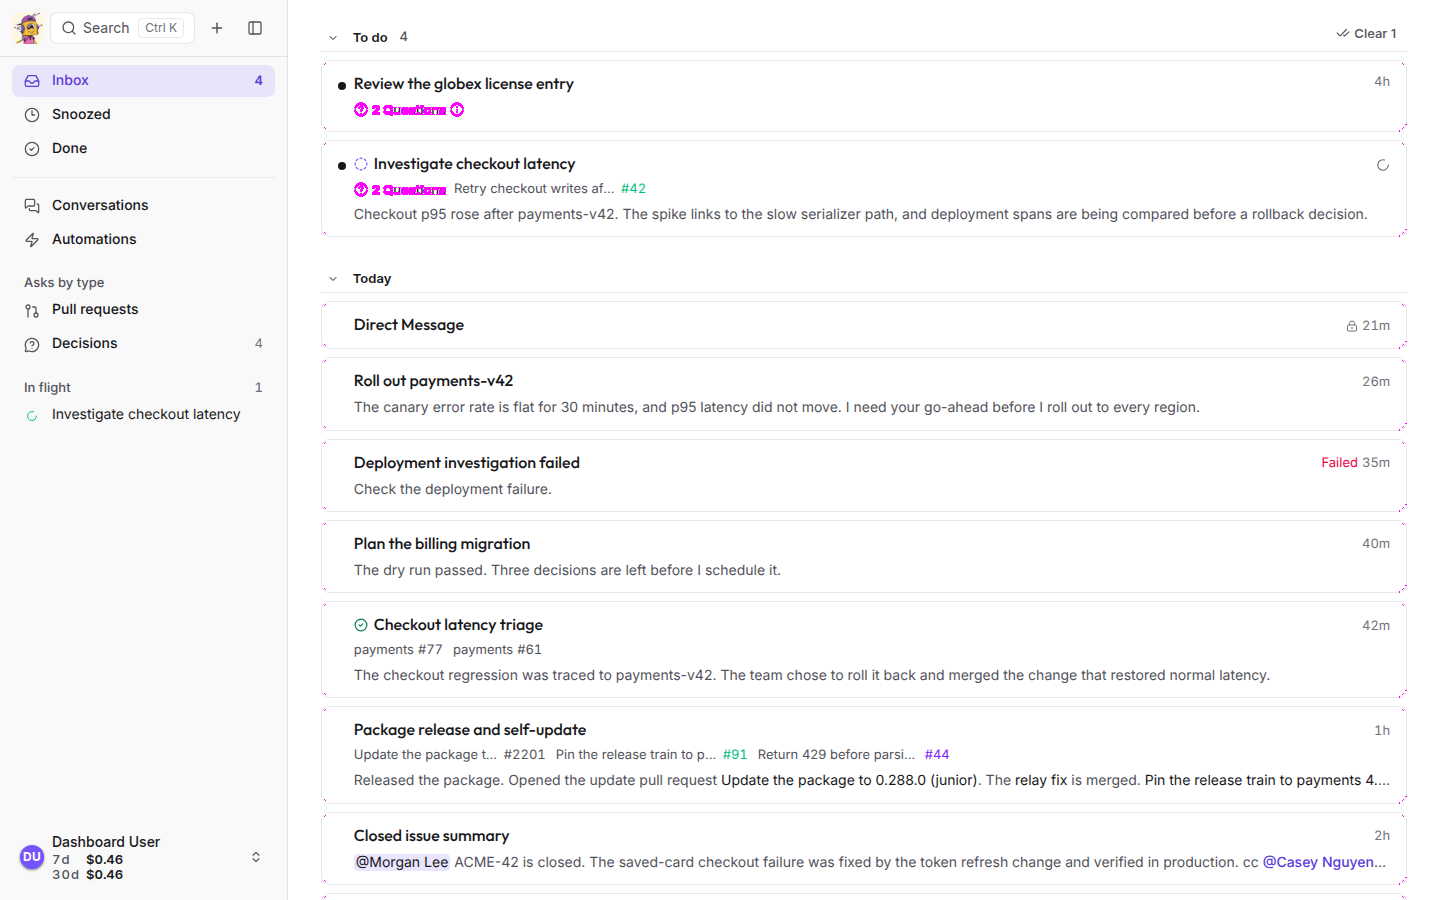 Search Ctrl K
Inbox 4
Snoozed
Done
Conversations
Automations
Asks by type
Pull requests
Decisions 4
In flight 1
Investigate checkout latency
DU Dashboard User
7d $0.46
30d $0.46
To do 4 Clear 1
Review the globex license entry 4h
2 Questions
Investigate checkout latency
2 Questions Retry checkout writes af... #42
Checkout p95 rose after payments-v42. The spike links to the slow serializer path, and deployment spans are being compared before a rollback decision.
Today
Direct Message 21m
Roll out payments-v42 26m
The canary error rate is flat for 30 minutes, and p95 latency did not move. I need your go-ahead before I roll out to every region.
Deployment investigation failed Failed 35m
Check the deployment failure.
Plan the billing migration 40m
The dry run passed. Three decisions are left before I schedule it.
Checkout latency triage 42m
payments #77 payments #61
The checkout regression was traced to payments-v42. The team chose to roll it back and merged the change that restored normal latency.
Package release and self-update 1h
Update the package t... #2201 Pin the release train to p... #91 Return 429 before parsi... #44
Released the package. Opened the update pull request Update the package to 0.288.0 (junior). The relay fix is merged. Pin the release train to payments 4....
Closed issue summary 2h
@Morgan Lee ACME-42 is closed. The saved-card checkout failure was fixed by the token refresh change and verified in production. cc @Casey Nguyen...